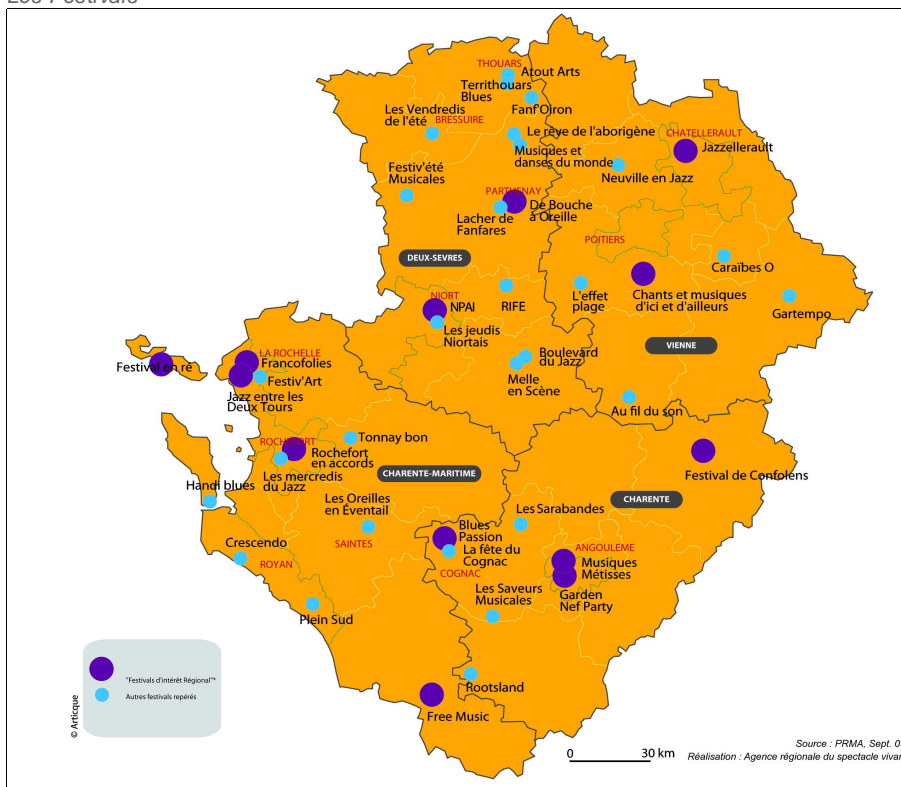 Les Festivals
THOUARS
Atout Arts
Territhouars
Blues
Fanf'Oiron
Les Vendredis
de l'été
BRESSUIRE
Le rêve de l'aborigène
Musiques et
danses du monde
CHATELLERAULT
Jazzellerault
Neuville en Jazz
Festiv'été
Musicales
PARTHENAY
De Bouche
à Oreille
Lacher de
Fanfares
POITIERS
DEUX-SEVRES
Caraïbes O
Chants et musiques
d'ici et d'ailleurs
L'effet
plage
Gartempo
NIORT
NPAI
RIFE
Les jeudis
Niortais
VIENNE
Boulevard
du Jazz
Melle
en Scène
LA ROCHELLE
Francofolies
Festival en ré
Festiv'Art
Jazz entre les
Deux Tours
Au fil du son
ROCHEFORT
Rochefort
en accords
Tonnay bon
Les mercredis
du Jazz
CHARENTE-MARITIME
Festival de Confolens
Handi blues
Les Oreilles
en Éventail
CHARENTE
Les Sarabandes
Blues
Passion
La fête du
Cognac
SAINTES
Crescendo
ROYAN
COGNAC
ANGOULEME
Musiques
Métisses
Garden
Nef Party
Les Saveurs
Musicales
Plein Sud
Rootsland
Free Music
"Festivals d'intérêt Régional"*
Autres festivals repérés
© Articque
0 30 km
Source : PRMA, Sept. 0
Réalisation : Agence régionale du spectacle vivan